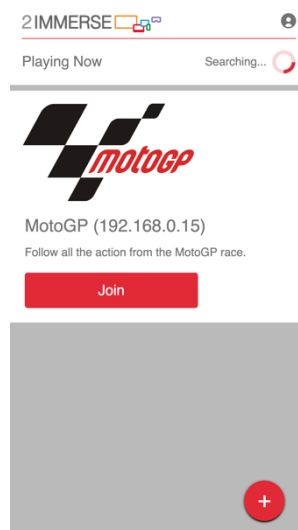 2IMMERSE
Playing Now Searching...
MotoGP
MotoGP (192.168.0.15)
Follow all the action from the MotoGP race.
Join
+